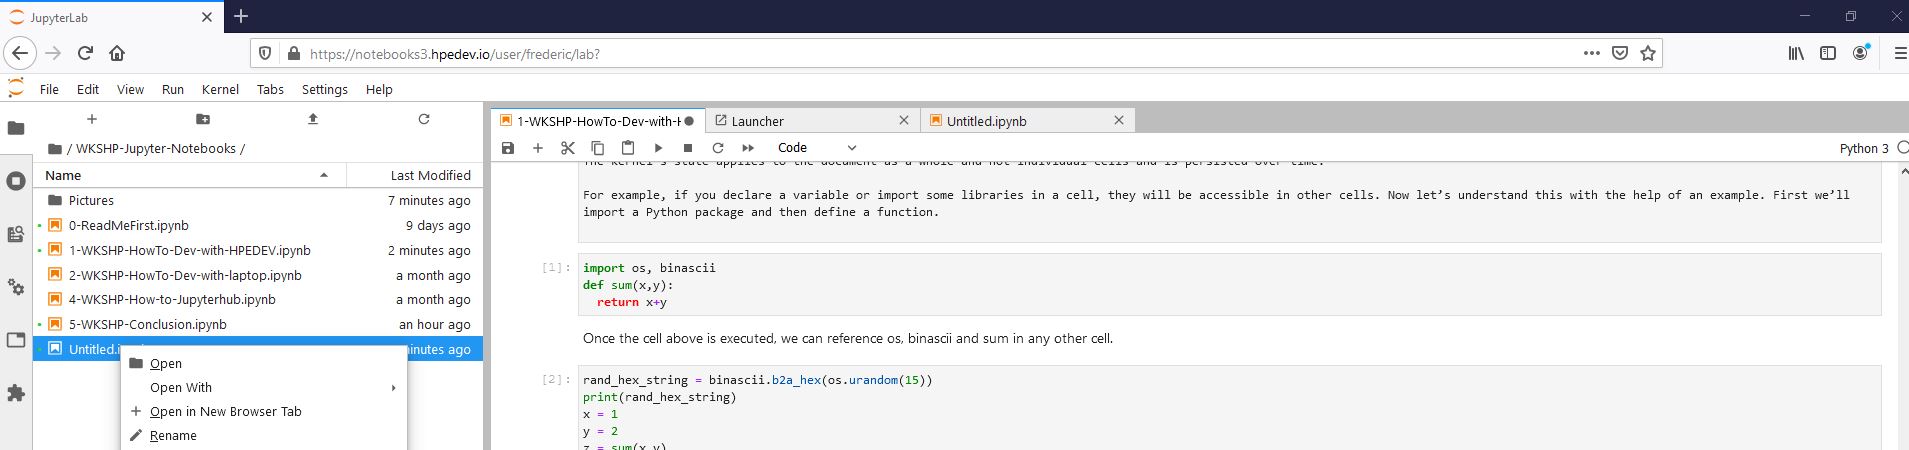 JupyterLab
https://notebooks3.hpedev.io/user/frederic/lab?
File Edit View Run Kernel Tabs Settings Help
/ WKSHP-Jupyter-Notebooks /
Name Last Modified
Pictures 7 minutes ago
0-ReadMeFirst.ipynb 9 days ago
1-WKSHP-HowTo-Dev-with-HPEDEV.ipynb 2 minutes ago
2-WKSHP-HowTo-Dev-with-laptop.ipynb a month ago
4-WKSHP-How-to-Jupyterhub.ipynb a month ago
5-WKSHP-Conclusion.ipynb an hour ago
Untitled.i inutes ago
Open
Open With
Open in New Browser Tab
Rename
1-WKSHP-HowTo-Dev-with-H Launcher Untitled.ipynb
Code Python 3
The kernel's state applies to the document as a whole and not individual cells and is persisted over time.
For example, if you declare a variable or import some libraries in a cell, they will be accessible in other cells. Now let's understand this with the help of an example. First we'll
import a Python package and then define a function.
[1]: import os, binascii
def sum(x,y):
return x+y
Once the cell above is executed, we can reference os, binascii and sum in any other cell.
[2]: rand_hex_string = binascii.b2a_hex(os.urandom(15))
print(rand_hex_string)
x = 1
y = 2
z = sum(x,y)